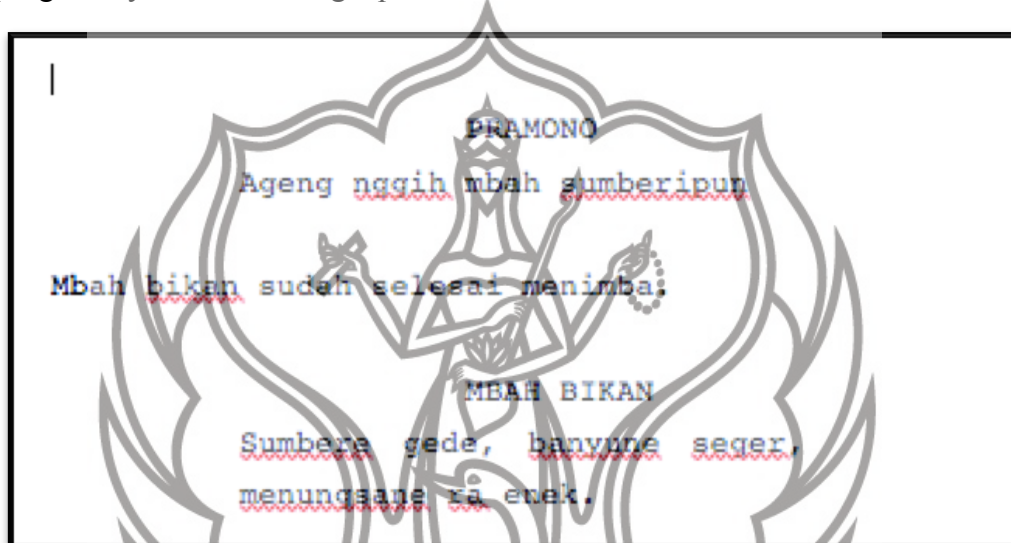 PRAMONO
Ageng nggih mbah sumberipun
Mbah bikan sudah selesai menimba.
MBAH BIKAN
Sumbere gede, banyune seger,
menungsane ra enek.